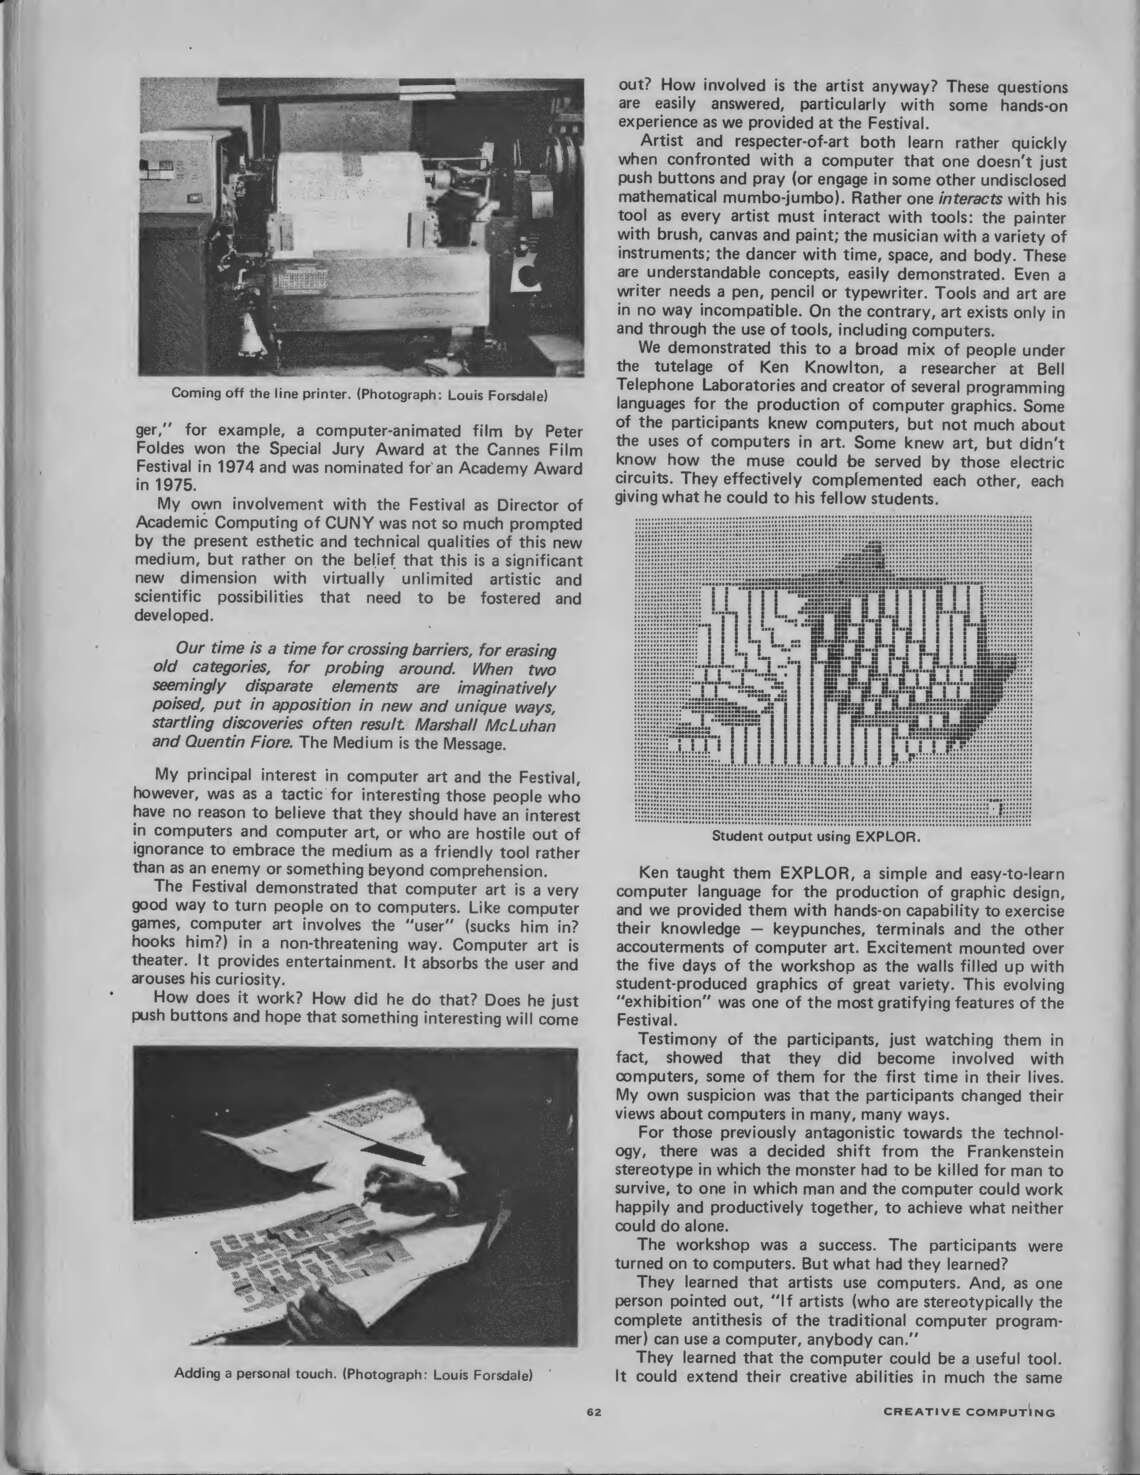 Coming off the line printer. (Photograph: Louis Forsdale)
ger," for example, a computer-animated film by Peter
Foldes won the Special Jury Award at the Cannes Film
Festival in 1974 and was nominated for an Academy Award
in 1975.
My own involvement with the Festival as Director of
Academic Computing of CUNY was not so much prompted
by the present esthetic and technical qualities of this new
medium, but rather on the belief that this is a significant
new dimension with virtually unlimited artistic and
scientific possibilities that need to be fostered and
developed.
Our time is a time for crossing barriers, for erasing
old categories, for probing around. When two
seemingly disparate elements are imaginatively
poised, put in apposition in new and unique ways,
startling discoveries often result. Marshall McLuhan
and Quentin Fiore. The Medium is the Message.
My principal interest in computer art and the Festival,
however, was as a tactic for interesting those people who
have no reason to believe that they should have an interest
in computers and computer art, or who are hostile out of
ignorance to embrace the medium as a friendly tool rather
than as an enemy or something beyond comprehension.
The Festival demonstrated that computer art is a very
good way to turn people on to computers. Like computer
games, computer art involves the "user" (sucks him in?
hooks him?) in a non-threatening way. Computer art is
theater. It provides entertainment. It absorbs the user and
arouses his curiosity.
How does it work? How did he do that? Does he just
push buttons and hope that something interesting will come
Adding a personal touch. (Photograph: Louis Forsdale)
out? How involved is the artist anyway? These questions
are easily answered, particularly with some hands-on
experience as we provided at the Festival.
Artist and respecter-of-art both learn rather quickly
when confronted with a computer that one doesn't just
push buttons and pray (or engage in some other undisclosed
mathematical mumbo-jumbo). Rather one interacts with his
tool as every artist must interact with tools: the painter
with brush, canvas and paint; the musician with a variety of
instruments; the dancer with time, space, and body. These
are understandable concepts, easily demonstrated. Even a
writer needs a pen, pencil or typewriter. Tools and art are
in no way incompatible. On the contrary, art exists only in
and through the use of tools, including computers.
We demonstrated this to a broad mix of people under
the tutelage of Ken Knowlton, a researcher at Bell
Telephone Laboratories and creator of several programming
languages for the production of computer graphics. Some
of the participants knew computers, but not much about
the uses of computers in art. Some knew art, but didn't
know how the muse could be served by those electric
circuits. They effectively complemented each other, each
giving what he could to his fellow students.
Student output using EXPLOR.
Ken taught them EXPLOR, a simple and easy-to-learn
computer language for the production of graphic design,
and we provided them with hands-on capability to exercise
their knowledge — keypunches, terminals and the other
accouterments of computer art. Excitement mounted over
the five days of the workshop as the walls filled up with
student-produced graphics of great variety. This evolving
"exhibition" was one of the most gratifying features of the
Festival.
Testimony of the participants, just watching them in
fact, showed that they did become involved with
computers, some of them for the first time in their lives.
My own suspicion was that the participants changed their
views about computers in many, many ways.
For those previously antagonistic towards the technol-
ogy, there was a decided shift from the Frankenstein
stereotype in which the monster had to be killed for man to
survive, to one in which man and the computer could work
happily and productively together, to achieve what neither
could do alone.
The workshop was a success. The participants were
turned on to computers. But what had they learned?
They learned that artists use computers. And, as one
person pointed out, "If artists (who are stereotypically the
complete antithesis of the traditional computer program-
mer) can use a computer, anybody can."
They learned that the computer could be a useful tool.
It could extend their creative abilities in much the same
62
CREATIVE COMPUTING